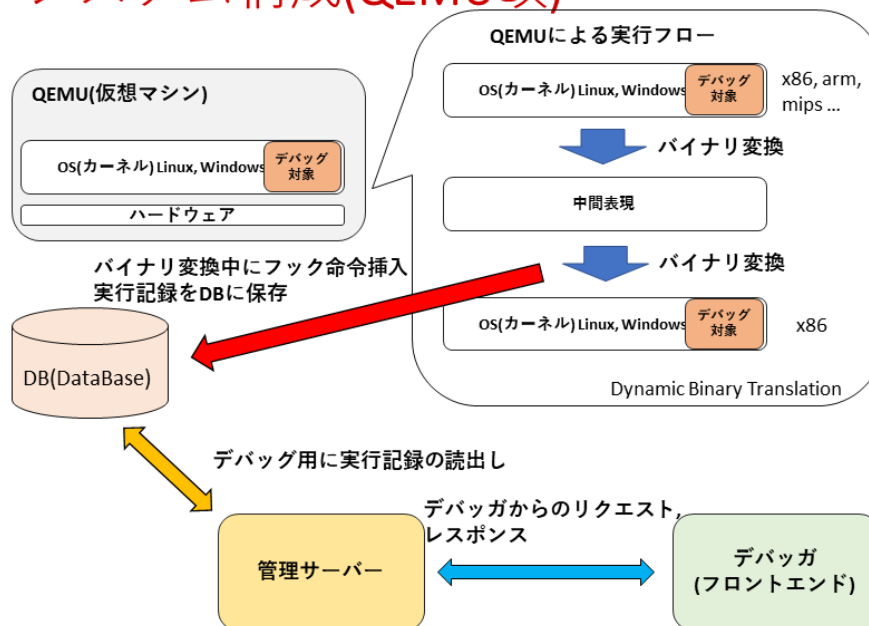 構成(QEMU
QEMUによる実行フロー
OS(カーネル)Linux, Windows
デバッグ
対象
x86, arm,
mips ...
QEMU(仮想マシン)
バイナリ変換
OS(カーネル)Linux, Windows
デバッグ
対象
中間表現
ハードウェア
バイナリ変換
バイナリ変換中にフック命令挿入
実行記録をDBに保存
OS(カーネル)Linux, Windows
デバッグ
対象
x86
DB(DataBase)
Dynamic Binary Translation
デバッグ用に実行記録の読出し
デバッガからのリクエスト,
レスポンス
管理サーバー
デバッガ
(フロントエンド)